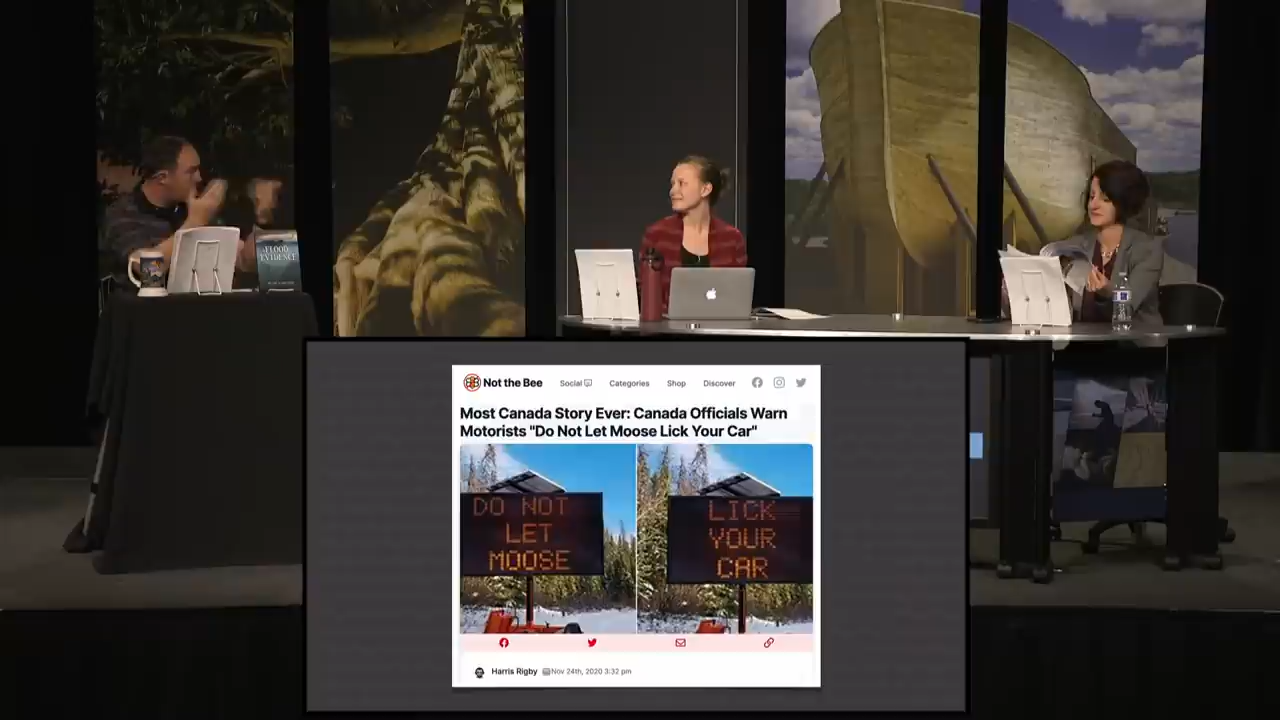 FLOOD
EVIDENCE
Not the Bee
Social
Categories
Shop
Discover
Most Canada Story Ever: Canada Officials Warn
Motorists "Do Not Let Moose Lick Your Car"
DO NOT
LET
MOOSE
LICK
YOUR
CAR
Harris Rigby
Nov 24th, 2020 3:32 pm